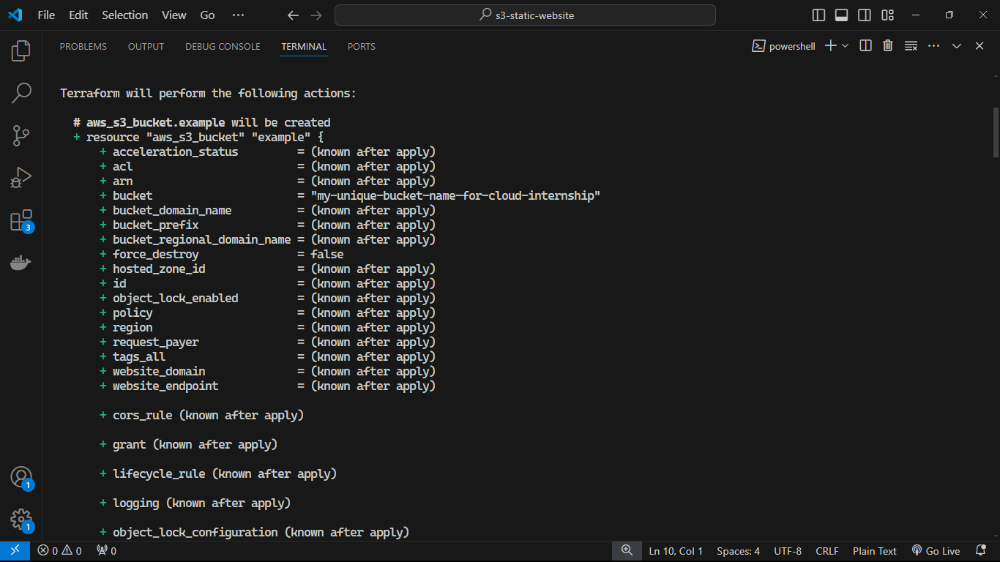 File Edit Selection View Go ··· s3-static-website
PROBLEMS OUTPUT DEBUG CONSOLE TERMINAL PORTS powershell
Terraform will perform the following actions:
# aws_s3_bucket.example will be created
+ resource "aws_s3_bucket" "example" {
+ acceleration_status = (known after apply)
+ acl = (known after apply)
+ arn = (known after apply)
+ bucket = "my-unique-bucket-name-for-cloud-internship"
+ bucket_domain_name = (known after apply)
+ bucket_prefix = (known after apply)
+ bucket_regional_domain_name = (known after apply)
+ force_destroy = false
+ hosted_zone_id = (known after apply)
+ id = (known after apply)
+ object_lock_enabled = (known after apply)
+ policy = (known after apply)
+ region = (known after apply)
+ request_payer = (known after apply)
+ tags_all = (known after apply)
+ website_domain = (known after apply)
+ website_endpoint = (known after apply)
+ cors_rule (known after apply)
+ grant (known after apply)
+ lifecycle_rule (known after apply)
+ logging (known after apply)
+ object_lock_configuration (known after apply)
3
1
1
0 0 0 Ln 10, Col 1 Spaces: 4 UTF-8 CRLF Plain Text Go Live